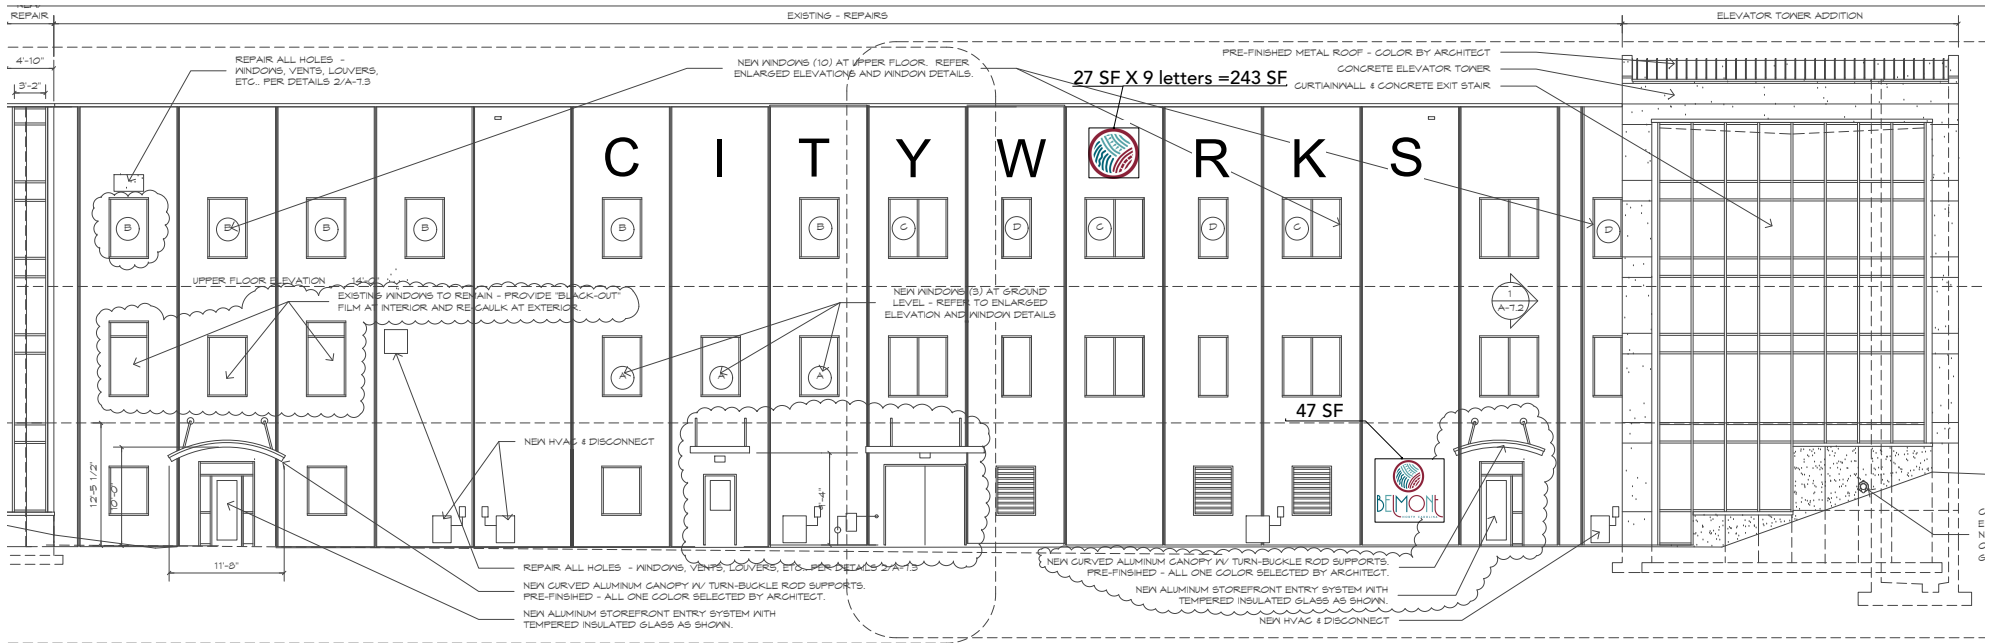 REPAIR
EXISTING - REPAIRS
ELEVATOR TOWER ADDITION
4'-10"
3'-2"
REPAIR ALL HOLES -
WINDOWS, VENTS, LOUVERS,
ETC.. PER DETAILS 2/A-7.3
NEW WINDOWS (10) AT UPPER FLOOR. REFER
ENLARGED ELEVATIONS AND WINDOW DETAILS.
PRE-FINISHED METAL ROOF - COLOR BY ARCHITECT
CONCRETE ELEVATOR TOWER
27 SF X 9 letters =243 SF
CURTIANWALL & CONCRETE EXIT STAIR
C I T Y W R K S
B B B B B B C D C D C D
UPPER FLOOR ELEVATION 14'-0"
EXISTING WINDOWS TO REMAIN - PROVIDE "BLACK-OUT"
FILM AT INTERIOR AND RE-CAULK AT EXTERIOR.
NEW WINDOWS (3) AT GROUND
LEVEL - REFER TO ENLARGED
ELEVATION AND WINDOW DETAILS
1
A-7.2
A A A
47 SF
NEW HVAC & DISCONNECT
12'-5 1/2"
10'-0"
BELMONT
11'-8"
REPAIR ALL HOLES - WINDOWS, VENTS, LOUVERS, ETC.. PER DETAILS 2/A-7.3
NEW CURVED ALUMINUM CANOPY W/ TURN-BUCKLE ROD SUPPORTS.
PRE-FINSIHED - ALL ONE COLOR SELECTED BY ARCHITECT.
NEW ALUMINUM STOREFRONT ENTRY SYSTEM WITH
TEMPERED INSULATED GLASS AS SHOWN.
NEW CURVED ALUMINUM CANOPY W/ TURN-BUCKLE ROD SUPPORTS.
PRE-FINSIHED - ALL ONE COLOR SELECTED BY ARCHITECT.
NEW ALUMINUM STOREFRONT ENTRY SYSTEM WITH
TEMPERED INSULATED GLASS AS SHOWN.
NEW HVAC & DISCONNECT